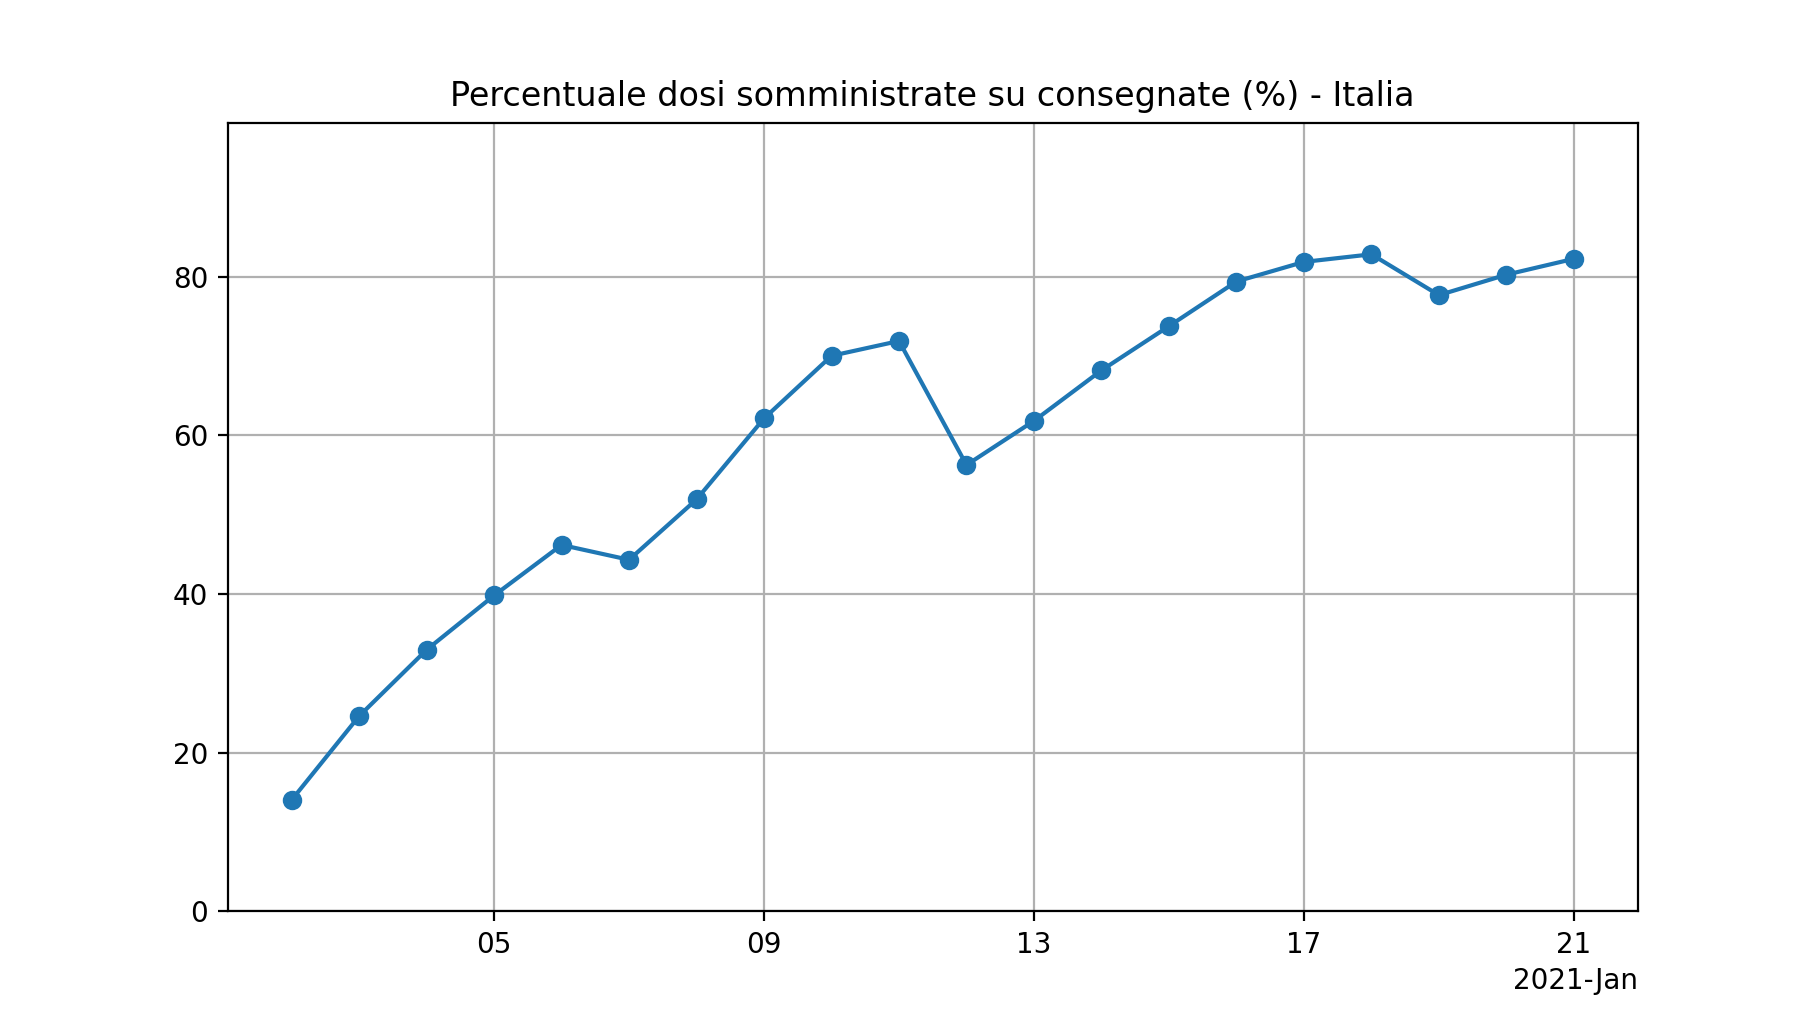 Percentuale dosi somministrate su consegnate (%) - Italia
80
60
40
20
0
05 09 13 17 21
2021-Jan